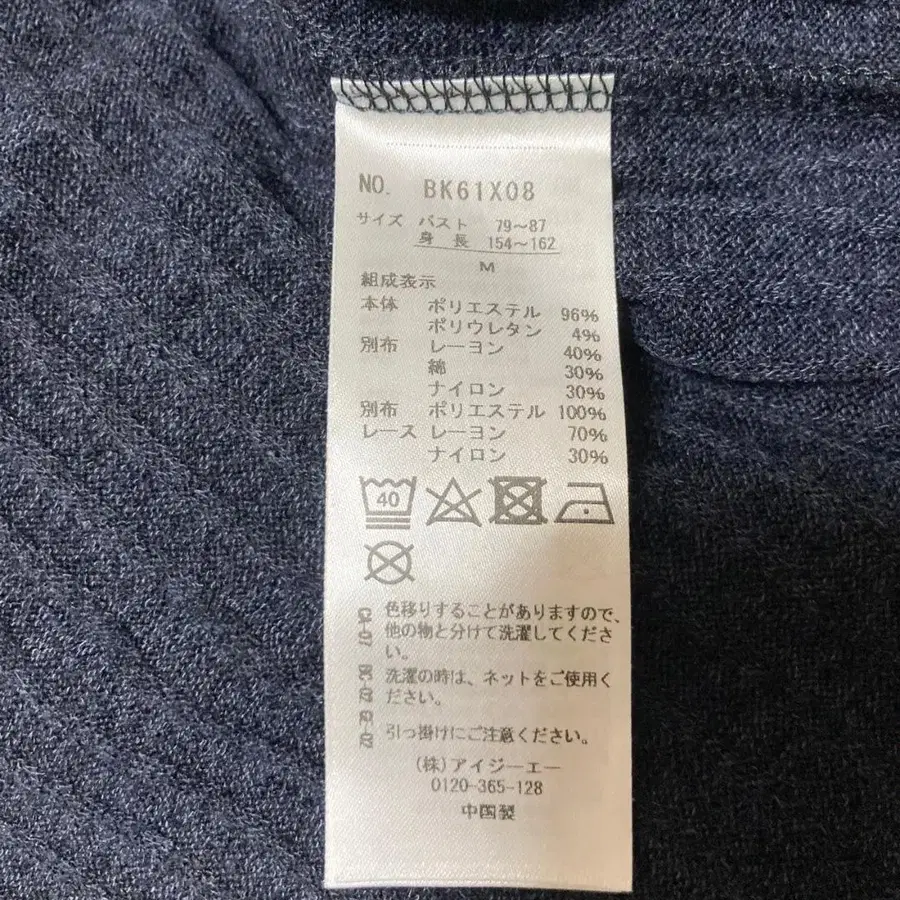 NO. BK61X08
サイズ バスト 79～87
身長 154～162
M
組成表示
本体 ポリエステル 96%
ポリウレタン 4%
別布 レーヨン 40%
綿 30%
ナイロン 30%
別布 ポリエステル 100%
レース レーヨン 70%
ナイロン 30%
40
CA-07 色移りすることがありますので、
他の物と分けて洗濯してくださ
い。
洗濯の時は、ネットをご使用く
ださい。
引っ掛けにご注意ください。
(株)アイジーエー
0120-365-128
中国製